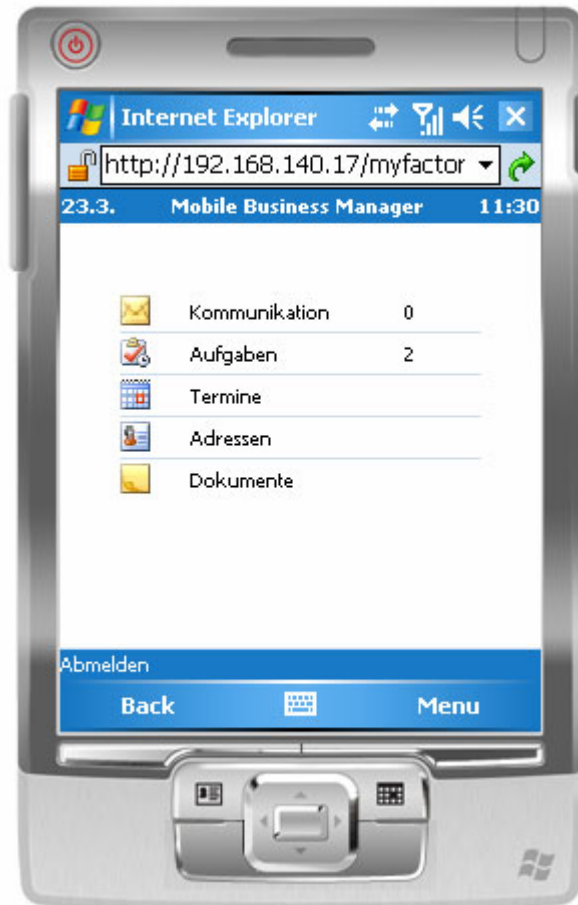 Internet Explorer
http://192.168.140.17/myfactor
23.3. Mobile Business Manager 11:30
Kommunikation 0
Aufgaben 2
Termine
Adressen
Dokumente
Abmelden
Back Menu